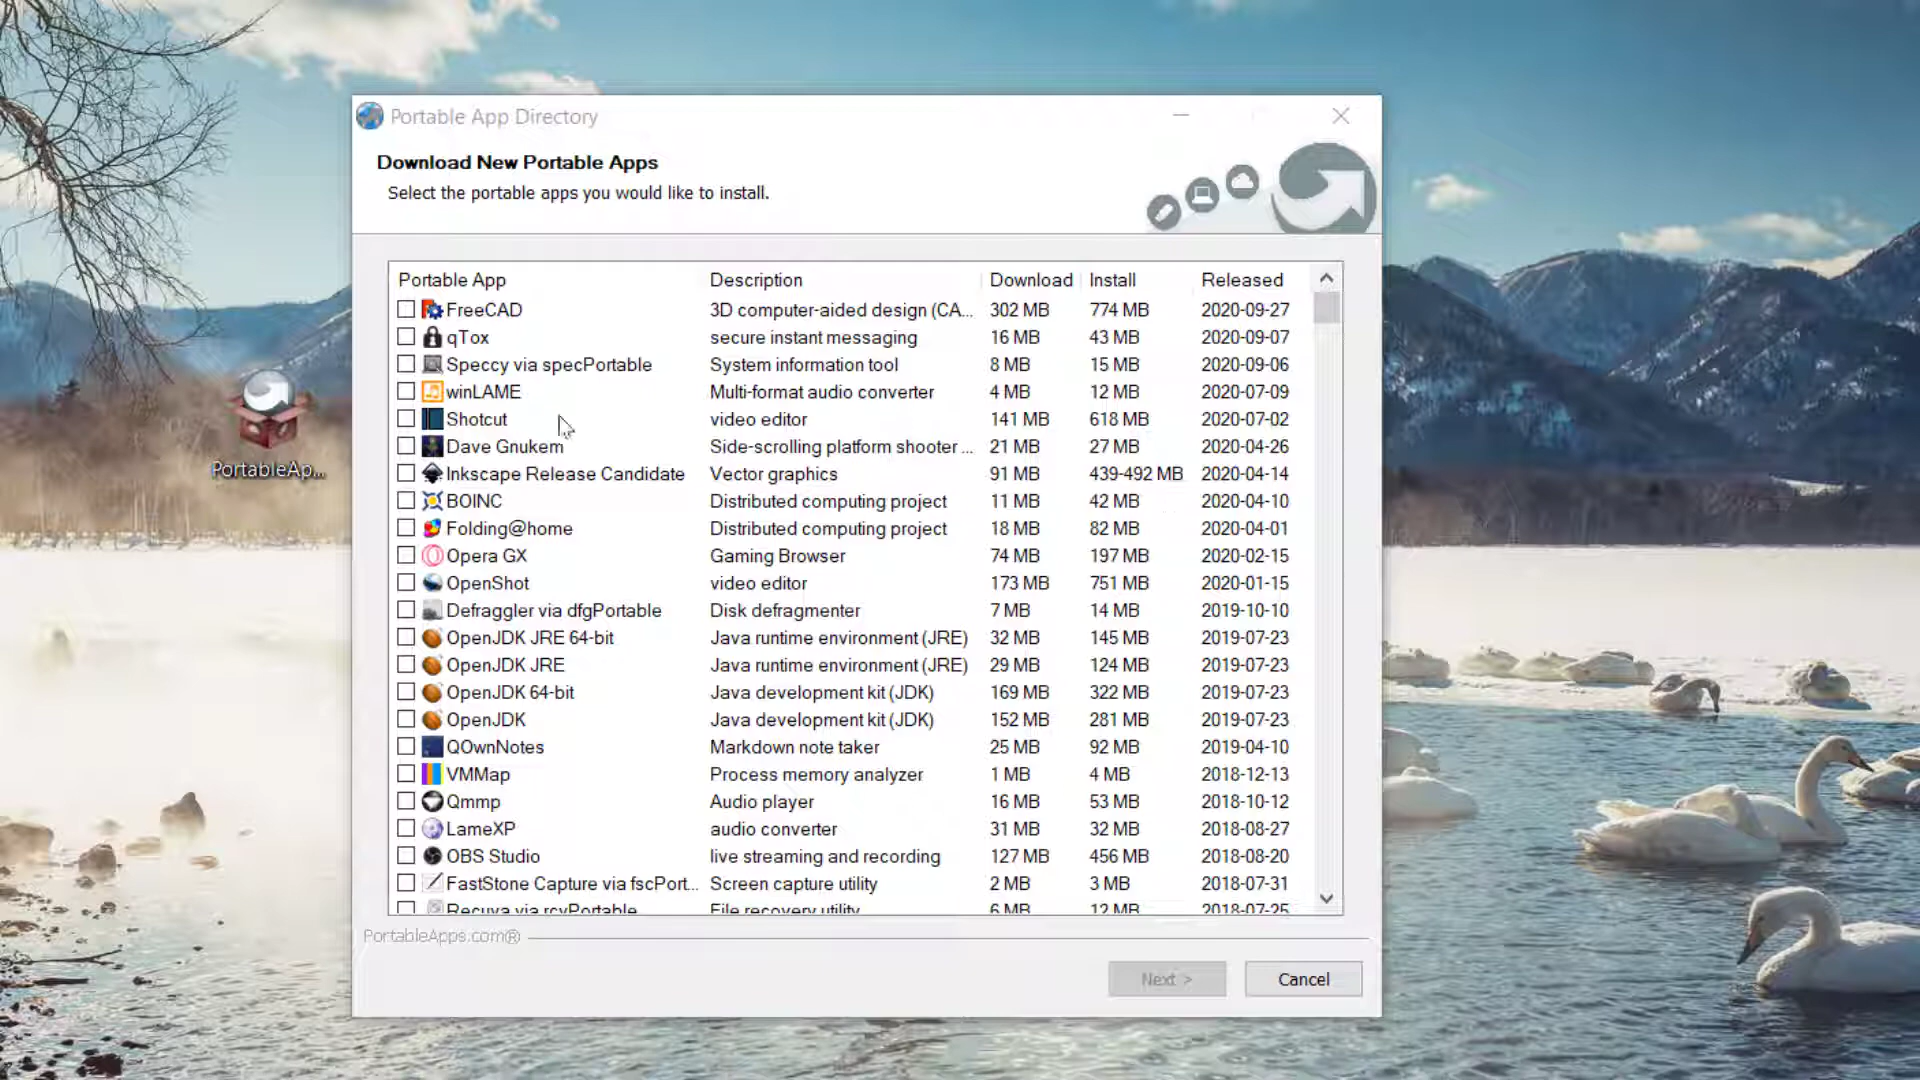 Portable App Directory
Download New Portable Apps
Select the portable apps you would like to install.
Portable App Description Download Install Released
FreeCAD 3D computer-aided design (CA... 302 MB 774 MB 2020-09-27
qTox secure instant messaging 16 MB 43 MB 2020-09-07
Speccy via specPortable System information tool 8 MB 15 MB 2020-09-06
winLAME Multi-format audio converter 4 MB 12 MB 2020-07-09
Shotcut video editor 141 MB 618 MB 2020-07-02
Dave Gnukem Side-scrolling platform shooter ... 21 MB 27 MB 2020-04-26
PortableAp...
Inkscape Release Candidate Vector graphics 91 MB 439-492 MB 2020-04-14
BOINC Distributed computing project 11 MB 42 MB 2020-04-10
Folding@home Distributed computing project 18 MB 82 MB 2020-04-01
Opera GX Gaming Browser 74 MB 197 MB 2020-02-15
OpenShot video editor 173 MB 751 MB 2020-01-15
Defraggler via dfgPortable Disk defragmenter 7 MB 14 MB 2019-10-10
OpenJDK JRE 64-bit Java runtime environment (JRE) 32 MB 145 MB 2019-07-23
OpenJDK JRE Java runtime environment (JRE) 29 MB 124 MB 2019-07-23
OpenJDK 64-bit Java development kit (JDK) 169 MB 322 MB 2019-07-23
OpenJDK Java development kit (JDK) 152 MB 281 MB 2019-07-23
QOwnNotes Markdown note taker 25 MB 92 MB 2019-04-10
VMMap Process memory analyzer 1 MB 4 MB 2018-12-13
Qmmp Audio player 16 MB 53 MB 2018-10-12
LameXP audio converter 31 MB 32 MB 2018-08-27
OBS Studio live streaming and recording 127 MB 456 MB 2018-08-20
FastStone Capture via fscPort... Screen capture utility 2 MB 3 MB 2018-07-31
Recuva via rcvPortable File recovery utility 6 MB 12 MB 2018-07-25
PortableApps.com®
Next >
Cancel